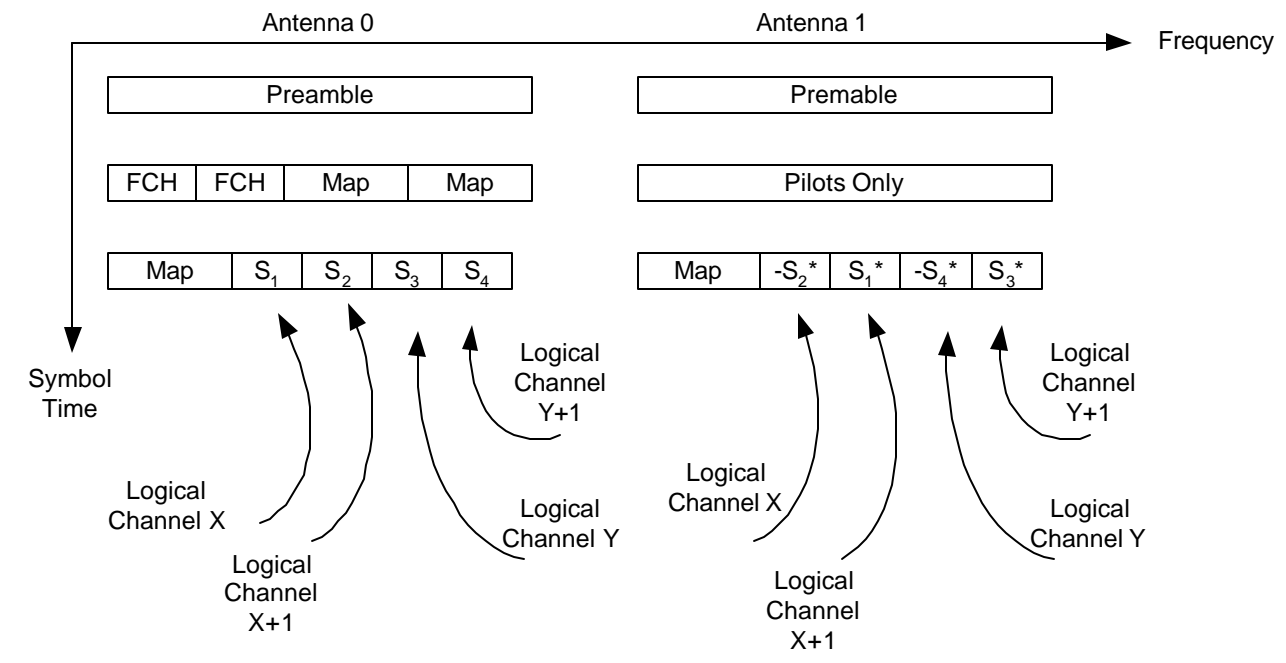 Antenna 0
Antenna 1
Frequency
Preamble
Premable
FCH FCH Map Map
Pilots Only
Map S₁ S₂ S₃ S₄
Map -S₂* S₁* -S₄* S₃*
Symbol
Time
Logical
Channel
Y+1
Logical
Channel
Y+1
Logical
Channel X
Logical
Channel Y
Logical
Channel X
Logical
Channel Y
Logical
Channel
X+1
Logical
Channel
X+1